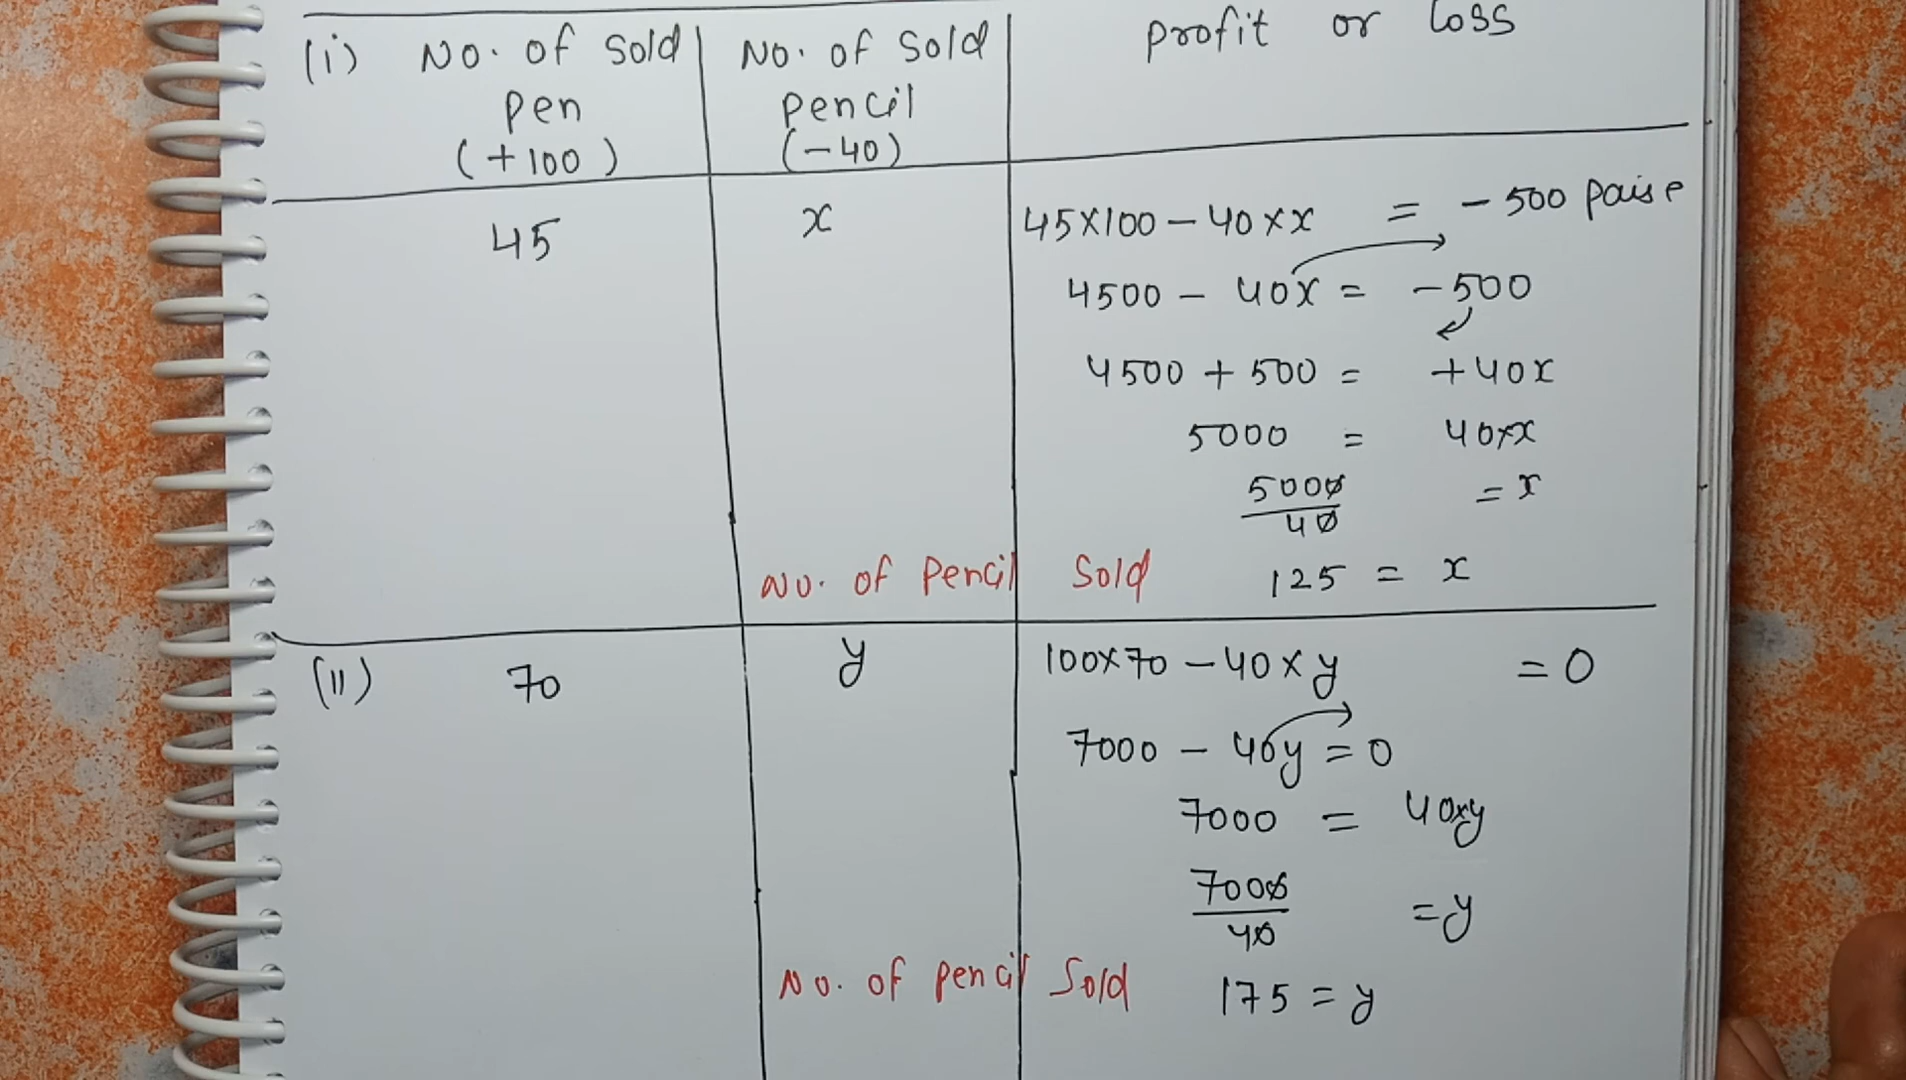 (i) No. of Sold No. of Sold profit or loss
pen pencil
(+100) (-40)
45 x 45×100-40×x = -500 paise
4500 - 40x = -500
4500 + 500 = +40x
5000 = 40×x
5000/40 = x
No. of Pencil Sold 125 = x
(ii) 70 y 100×70-40×y =0
7000 - 40y = 0
7000 = 40×y
7000/40 =y
No. of pencil Sold 175 = y